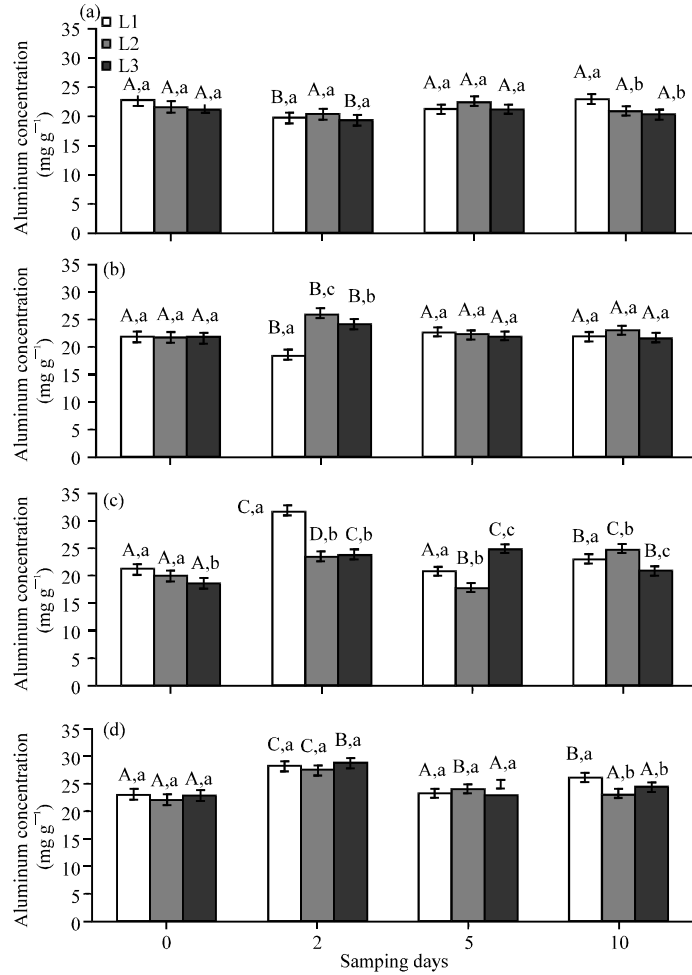 (a)
L1
L2
L3
Aluminum concentration
(mg g⁻¹)
35
30
25
20
15
10
5
0
A,a A,a A,a
B,a A,a B,a
A,a A,a A,a
A,a A,b A,b
(b)
Aluminum concentration
(mg g⁻¹)
35
30
25
20
15
10
5
0
A,a A,a A,a
B,a B,c B,b
A,a A,a A,a
A,a A,a A,a
(c)
Aluminum concentration
(mg g⁻¹)
35
30
25
20
15
10
5
0
A,a A,a A,b
C,a D,b C,b
A,a B,b C,c
B,a C,b B,c
(d)
Aluminum concentration
(mg g⁻¹)
35
30
25
20
15
10
5
0
A,a A,a A,a
C,a C,a B,a
A,a B,a A,a
B,a A,b A,b
0 2 5 10
Samping days